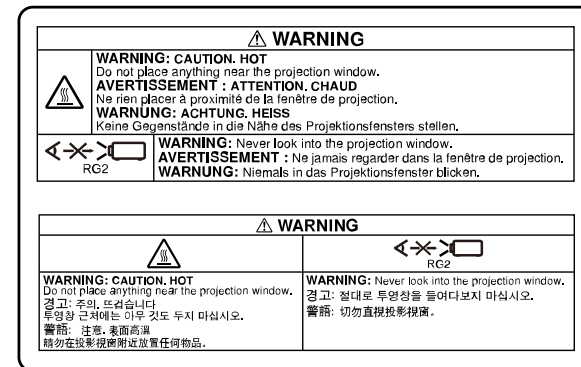 ⚠ WARNING
WARNING: CAUTION. HOT
Do not place anything near the projection window.
AVERTISSEMENT : ATTENTION. CHAUD
Ne rien placer à proximité de la fenêtre de projection.
WARNUNG: ACHTUNG. HEISS
Keine Gegenstände in die Nähe des Projektionsfensters stellen.
RG2
WARNING: Never look into the projection window.
AVERTISSEMENT : Ne jamais regarder dans la fenêtre de projection.
WARNUNG: Niemals in das Projektionsfenster blicken.
⚠ WARNING
WARNING: CAUTION. HOT
Do not place anything near the projection window.
경고: 주의. 뜨겁습니다
투영창 근처에는 아무 것도 두지 마십시오.
警語: 注意. 表面高溫
請勿在投影視窗附近放置任何物品.
RG2
WARNING: Never look into the projection window.
경고: 절대로 투영창을 들여다보지 마십시오.
警語: 切勿直視投影視窗.